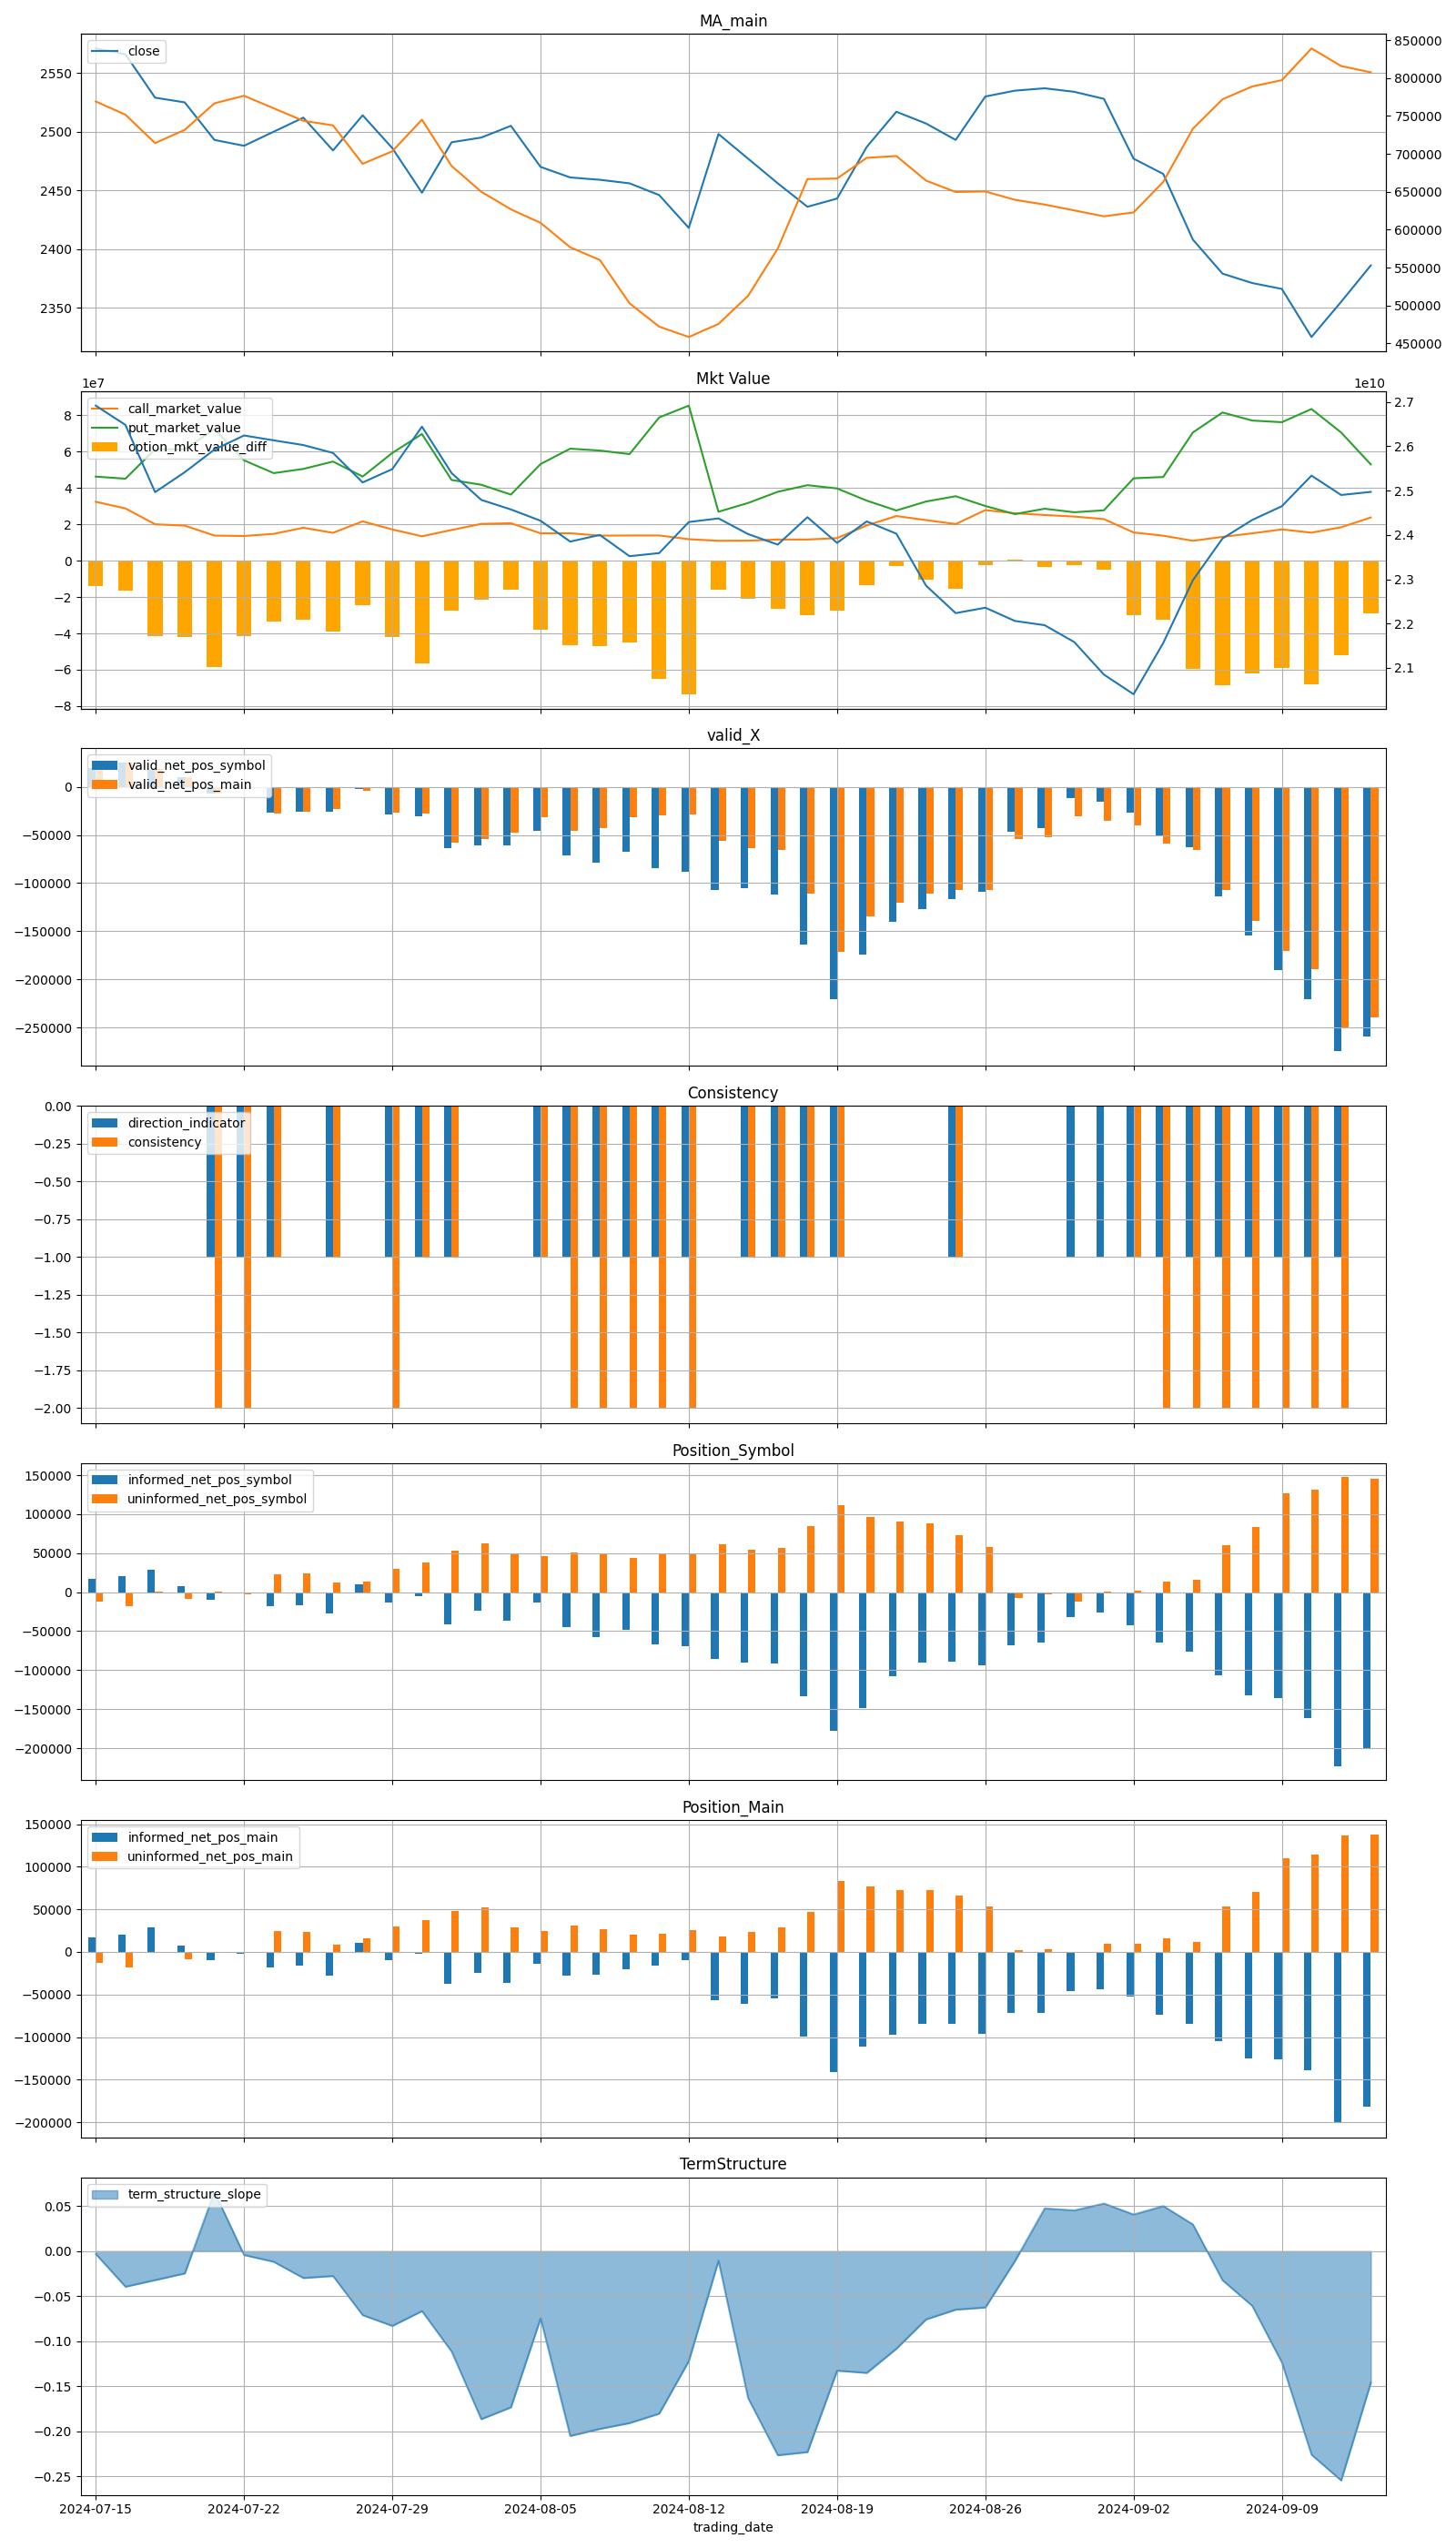 MA_main
close
2550
2500
2450
2400
2350
850000
800000
750000
700000
650000
600000
550000
500000
450000
Mkt Value
1e7
1e10
call_market_value
put_market_value
option_mkt_value_diff
8
6
4
2
0
−2
−4
−6
−8
2.7
2.6
2.5
2.4
2.3
2.2
2.1
valid_X
valid_net_pos_symbol
valid_net_pos_main
0
−50000
−100000
−150000
−200000
−250000
Consistency
direction_indicator
consistency
0.00
−0.25
−0.50
−0.75
−1.00
−1.25
−1.50
−1.75
−2.00
Position_Symbol
informed_net_pos_symbol
uninformed_net_pos_symbol
150000
100000
50000
0
−50000
−100000
−150000
−200000
Position_Main
informed_net_pos_main
uninformed_net_pos_main
150000
100000
50000
0
−50000
−100000
−150000
−200000
TermStructure
term_structure_slope
0.05
0.00
−0.05
−0.10
−0.15
−0.20
−0.25
2024-07-15 2024-07-22 2024-07-29 2024-08-05 2024-08-12 2024-08-19 2024-08-26 2024-09-02 2024-09-09
trading_date